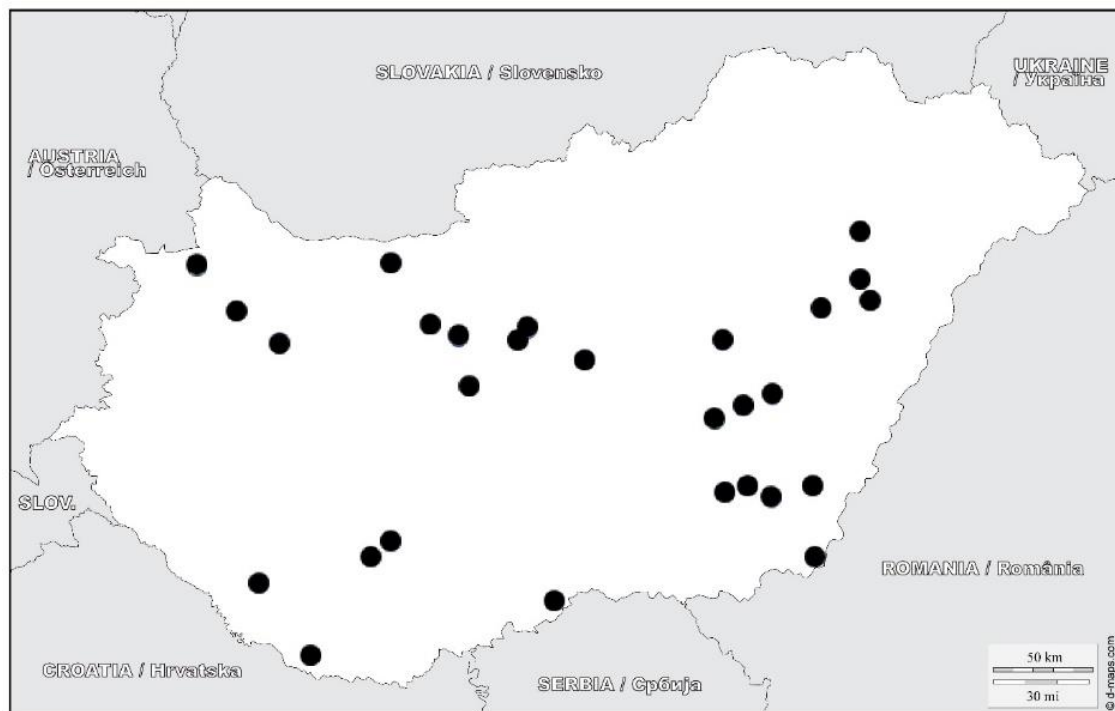 SLOVAKIA / Slovensko
UKRAINE
/ Україна
AUSTRIA
/ Österreich
SLOV.
ROMANIA / România
CROATIA / Hrvatska
SERBIA / Србија
50 km
30 mi
© d-maps.com